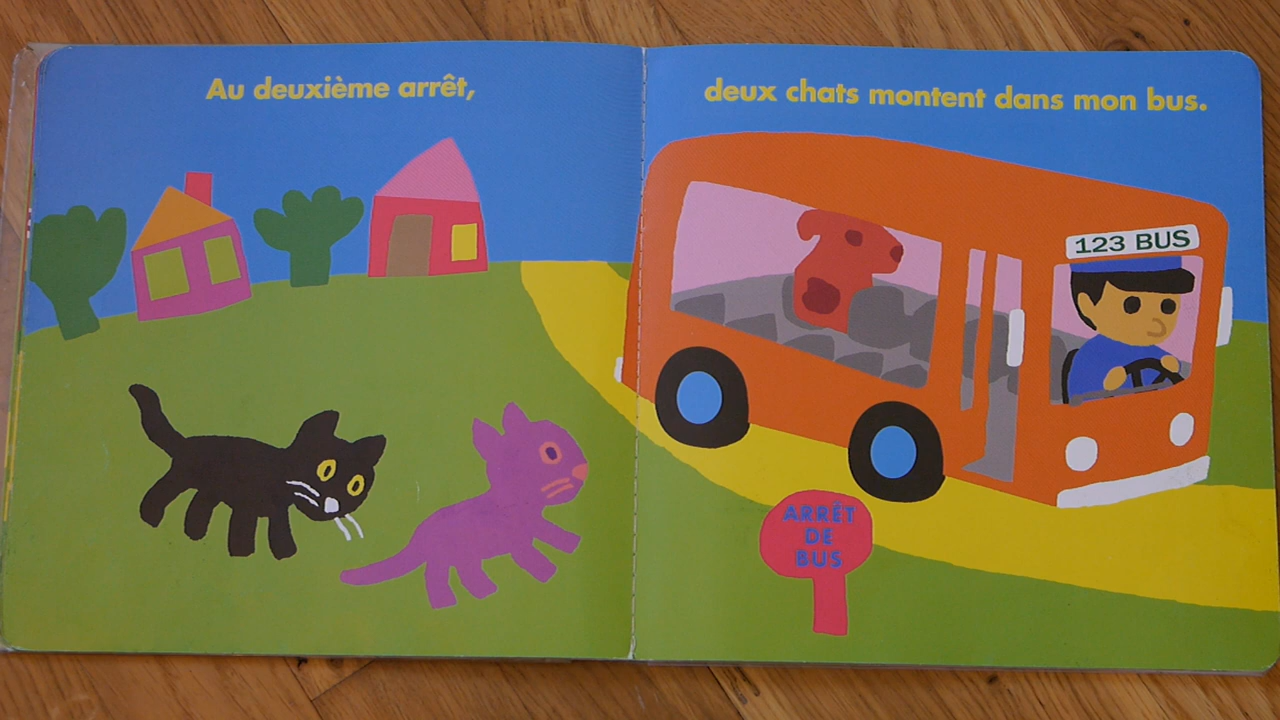 Au deuxième arrêt,
deux chats montent dans mon bus.
123 BUS
ARRÊT
DE
BUS